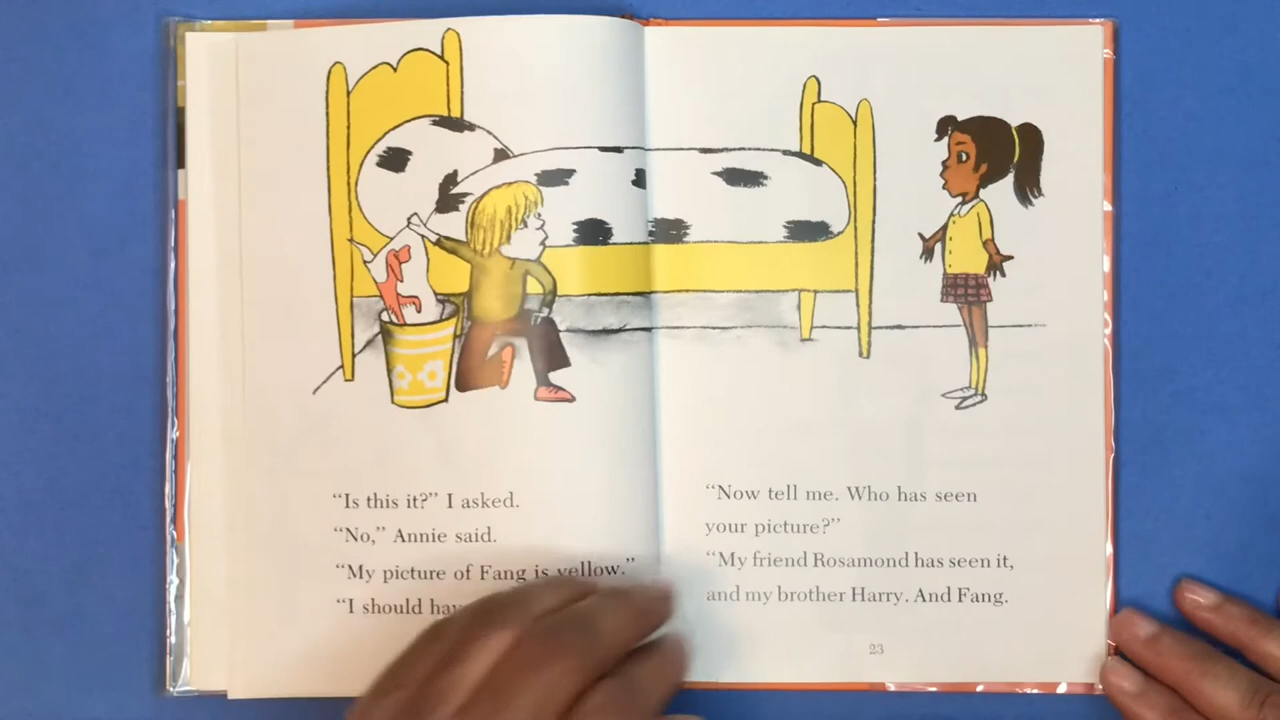 “Is this it?” I asked.
“No,” Annie said.
“My picture of Fang is yellow.”
“I should
“Now tell me. Who has seen
your picture?”
“My friend Rosamond has seen it,
and my brother Harry. And Fang.
23